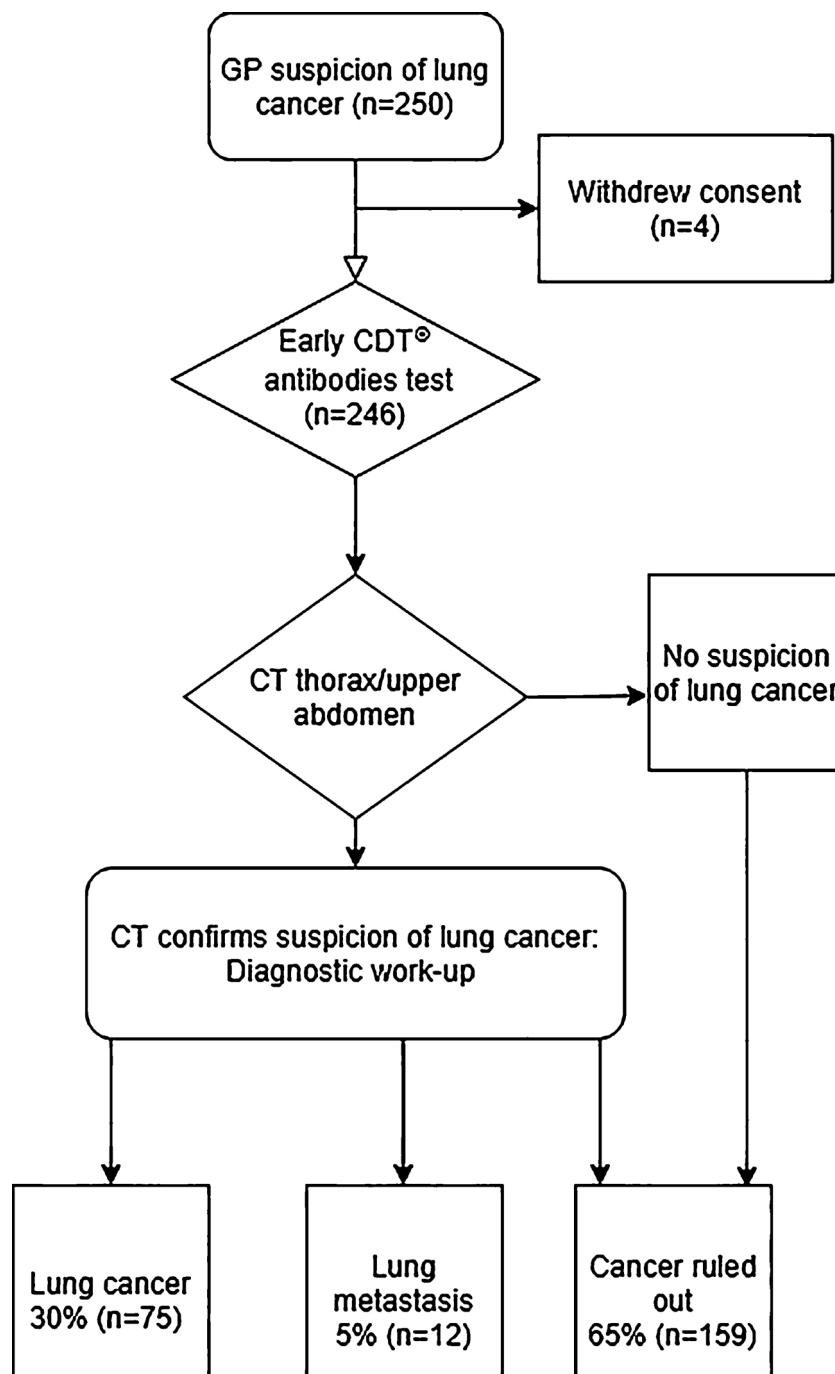 GP suspicion of lung
cancer (n=250)
Withdrew consent
(n=4)
Early CDT®
antibodies test
(n=246)
CT thorax/upper
abdomen
No suspicion
of lung cancer
CT confirms suspicion of lung cancer:
Diagnostic work-up
Lung cancer
30% (n=75)
Lung
metastasis
5% (n=12)
Cancer ruled
out
65% (n=159)